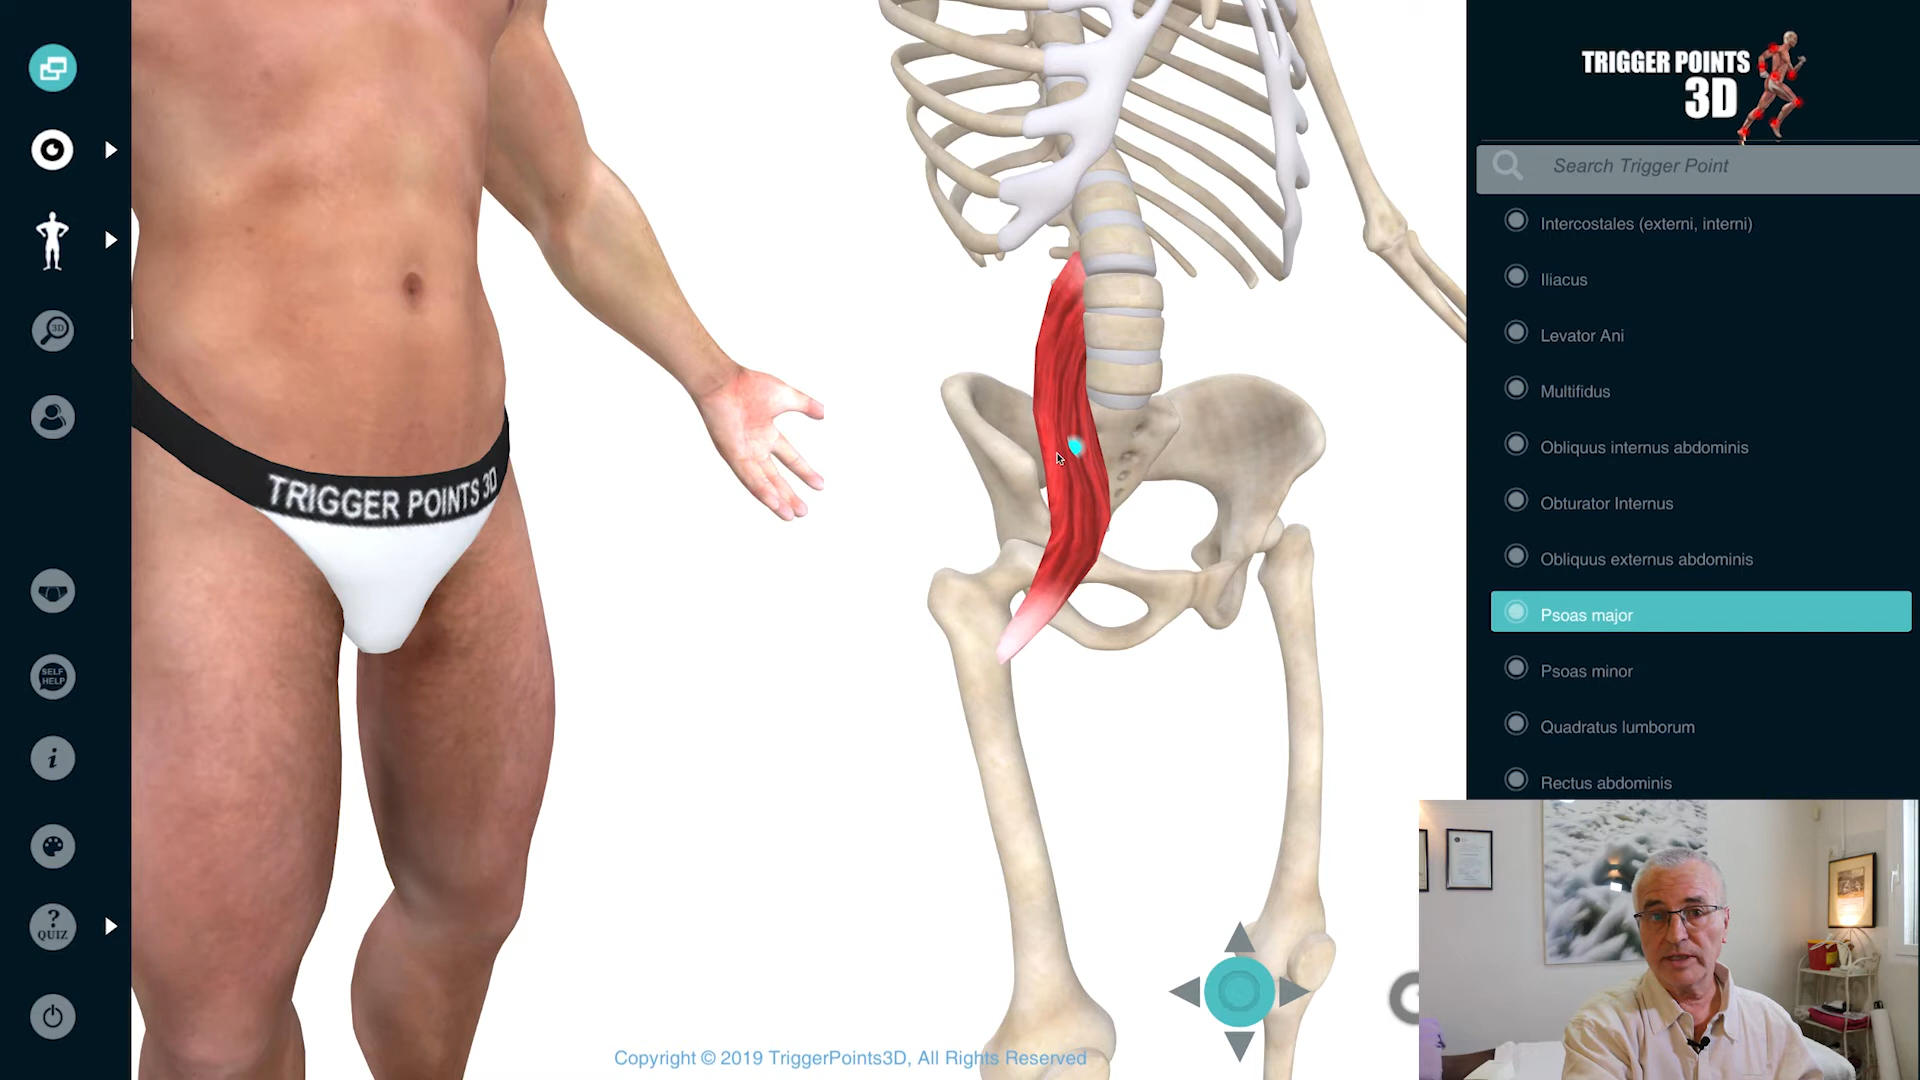 TRIGGER POINTS
3D
Search Trigger Point
Intercostales (externi, interni)
Iliacus
Levator Ani
Multifidus
Obliquus internus abdominis
Obturator Internus
Obliquus externus abdominis
Psoas major
Psoas minor
Quadratus lumborum
Rectus abdominis
3D
TRIGGER POINTS 3D
SELF
HELP
i
?
QUIZ
Copyright © 2019 TriggerPoints3D, All Rights Reserved